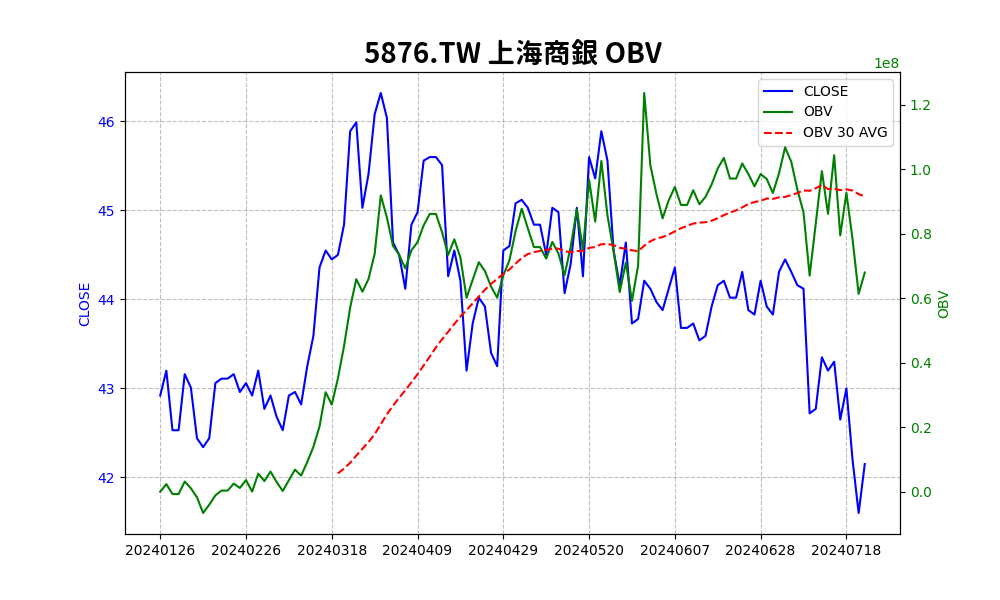 5876.TW 上海商銀 OBV
1e8
CLOSE
OBV
OBV 30 AVG
46
45
44
43
42
CLOSE
1.2
1.0
0.8
0.6
0.4
0.2
0.0
OBV
20240126 20240226 20240318 20240409 20240429 20240520 20240607 20240628 20240718